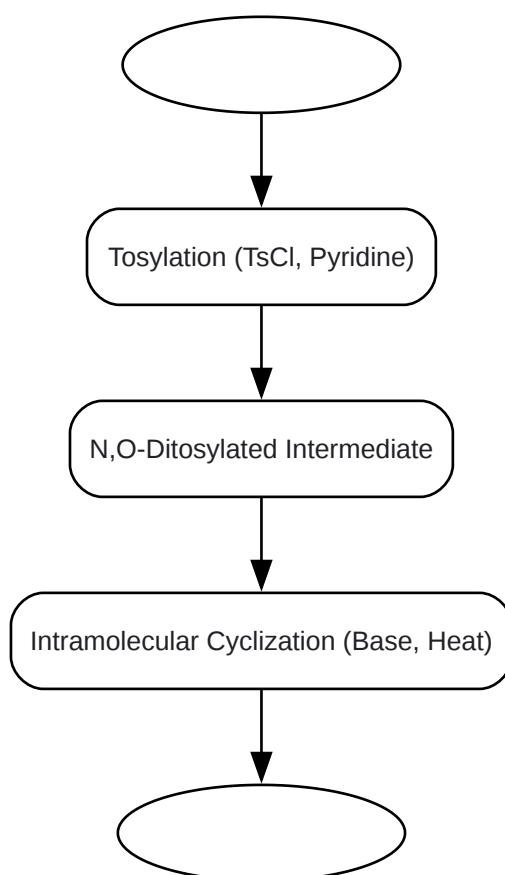 Tosylation (TsCl, Pyridine)
N,O-Ditosylated Intermediate
Intramolecular Cyclization (Base, Heat)